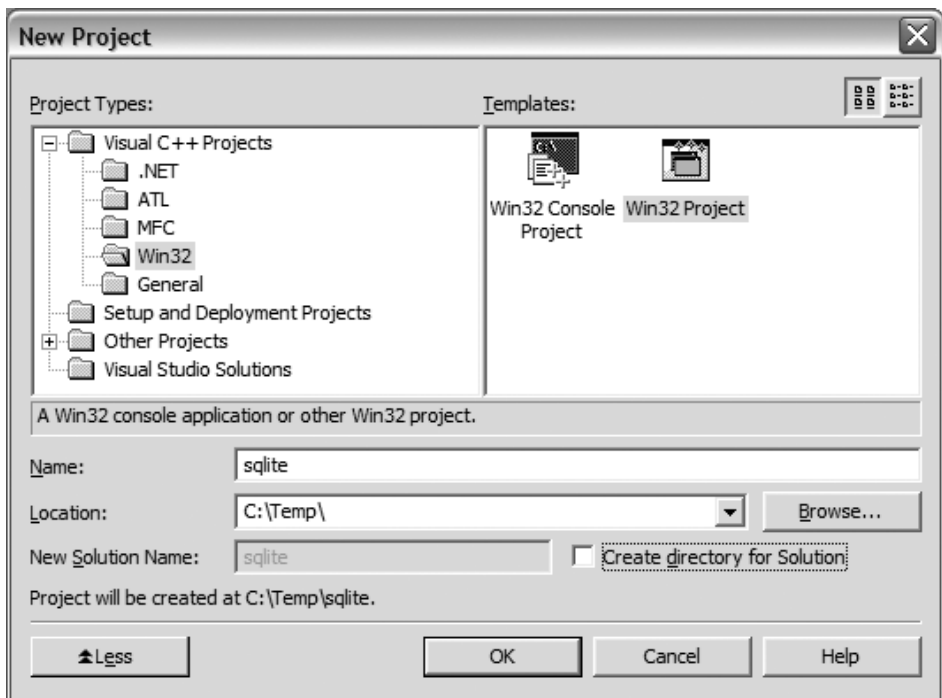 New Project
Project Types:
Templates:
Visual C++ Projects
.NET
ATL
MFC
Win32
General
Setup and Deployment Projects
Other Projects
Visual Studio Solutions
C:\
Win32 Console
Project
Win32 Project
A Win32 console application or other Win32 project.
Name:
sqlite
Location:
C:\Temp\
Browse...
New Solution Name:
sqlite
Create directory for Solution
Project will be created at C:\Temp\sqlite.
Less
OK
Cancel
Help